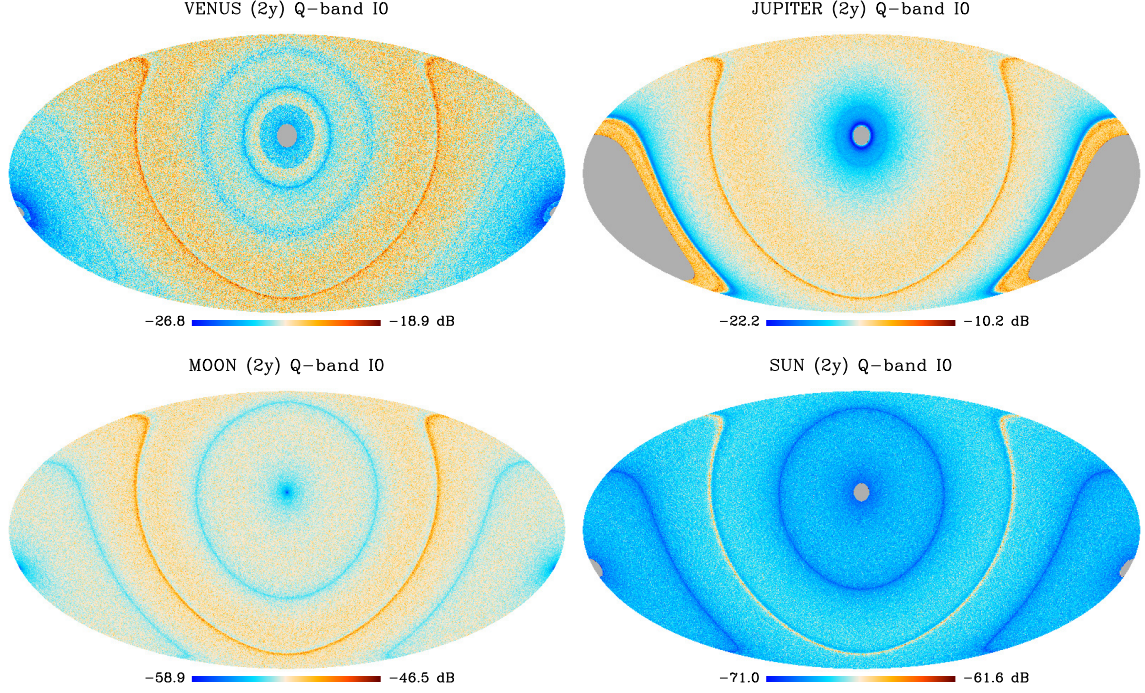 VENUS (2y) Q-band I0
-26.8 -18.9 dB
JUPITER (2y) Q-band I0
-22.2 -10.2 dB
MOON (2y) Q-band I0
-58.9 -46.5 dB
SUN (2y) Q-band I0
-71.0 -61.6 dB